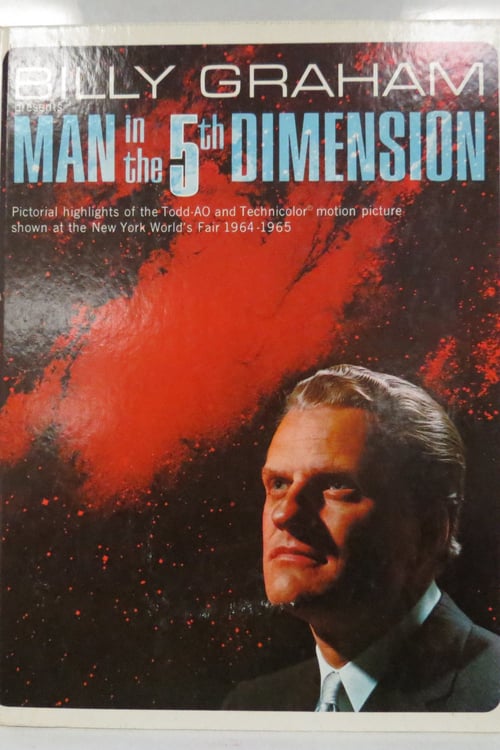 BILLY GRAHAM
presents
MAN in the 5th DIMENSION
Pictorial highlights of the Todd-AO and Technicolor® motion picture
shown at the New York World's Fair 1964-1965